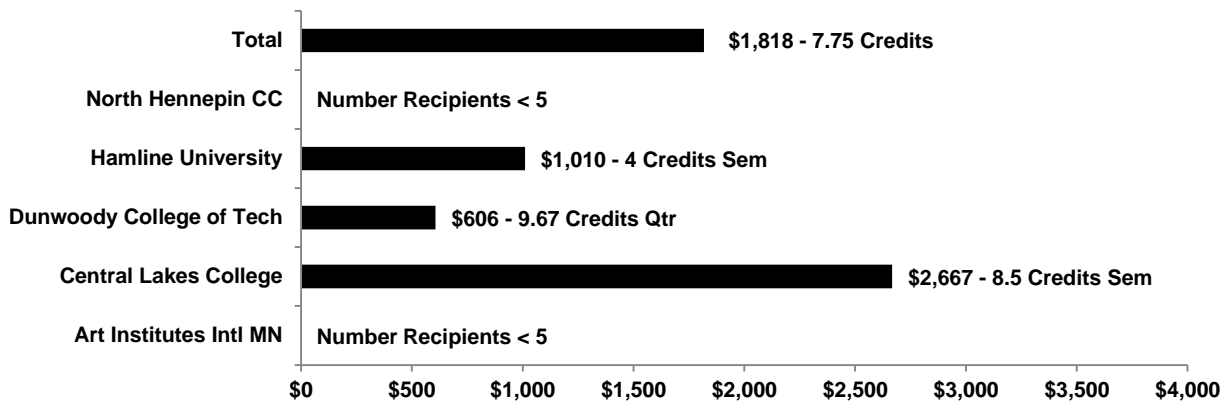 Total $1,818 - 7.75 Credits
North Hennepin CC Number Recipients < 5
Hamline University $1,010 - 4 Credits Sem
Dunwoody College of Tech $606 - 9.67 Credits Qtr
Central Lakes College $2,667 - 8.5 Credits Sem
Art Institutes Intl MN Number Recipients < 5
$0 $500 $1,000 $1,500 $2,000 $2,500 $3,000 $3,500 $4,000